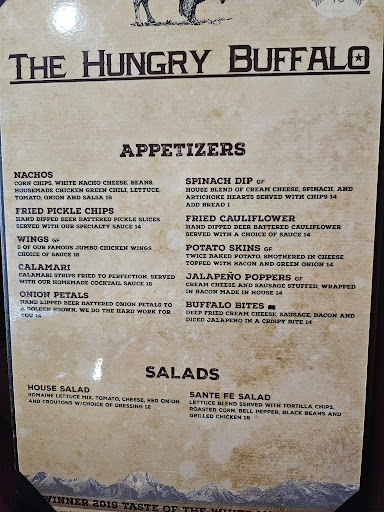 THE HUNGRY BUFFALO
APPETIZERS
NACHOS
CORN CHIPS, WHITE NACHO CHEESE, BEANS,
HOUSEMADE CHICKEN GREEN CHILI, LETTUCE,
TOMATO, ONION AND SALSA 15
FRIED PICKLE CHIPS
HAND DIPPED BEER BATTERED PICKLE SLICES
SERVED WITH OUR SPECIALTY SAUCE 14
WINGS GF
9 OF OUR FAMOUS JUMBO CHICKEN WINGS
CHOICE OF SAUCE 15
CALAMARI
CALAMARI STRIPS FRIED TO PERFECTION, SERVED
WITH OUR HOMEMADE COCKTAIL SAUCE 15
ONION PETALS
HAND DIPPED BEER BATTERED ONION PETALS TO
A GOLDEN BROWN, WE DO THE HARD WORK FOR
YOU 14
SPINACH DIP GF
HOUSE BLEND OF CREAM CHEESE, SPINACH, AND
ARTICHOKE HEARTS SERVED WITH CHIPS 14
ADD BREAD 1
FRIED CAULIFLOWER
HAND DIPPED BEER BATTERED CAULIFLOWER
SERVED WITH A CHOICE OF SAUCE 14
POTATO SKINS GF
TWICE BAKED POTATO, SMOTHERED IN CHEESE
TOPPED WITH BACON AND GREEN ONION 14
JALAPEÑO POPPERS GF
CREAM CHEESE AND SAUSAGE STUFFED, WRAPPED
IN BACON MADE IN HOUSE 14
BUFFALO BITES
DEEP FRIED CREAM CHEESE, SAUSAGE, BACON AND
DICED JALAPENO IN A CRISPY BITE 14
SALADS
HOUSE SALAD
ROMAINE LETTUCE MIX, TOMATO, CHEESE, RED ONION
AND CROUTONS W/CHOICE OF DRESSING 12
SANTE FE SALAD
LETTUCE BLEND SERVED WITH TORTILLA CHIPS,
ROASTED CORN, BELL PEPPER, BLACK BEANS AND
GRILLED CHICKEN 18
WINNER 2019 TASTE OF THE